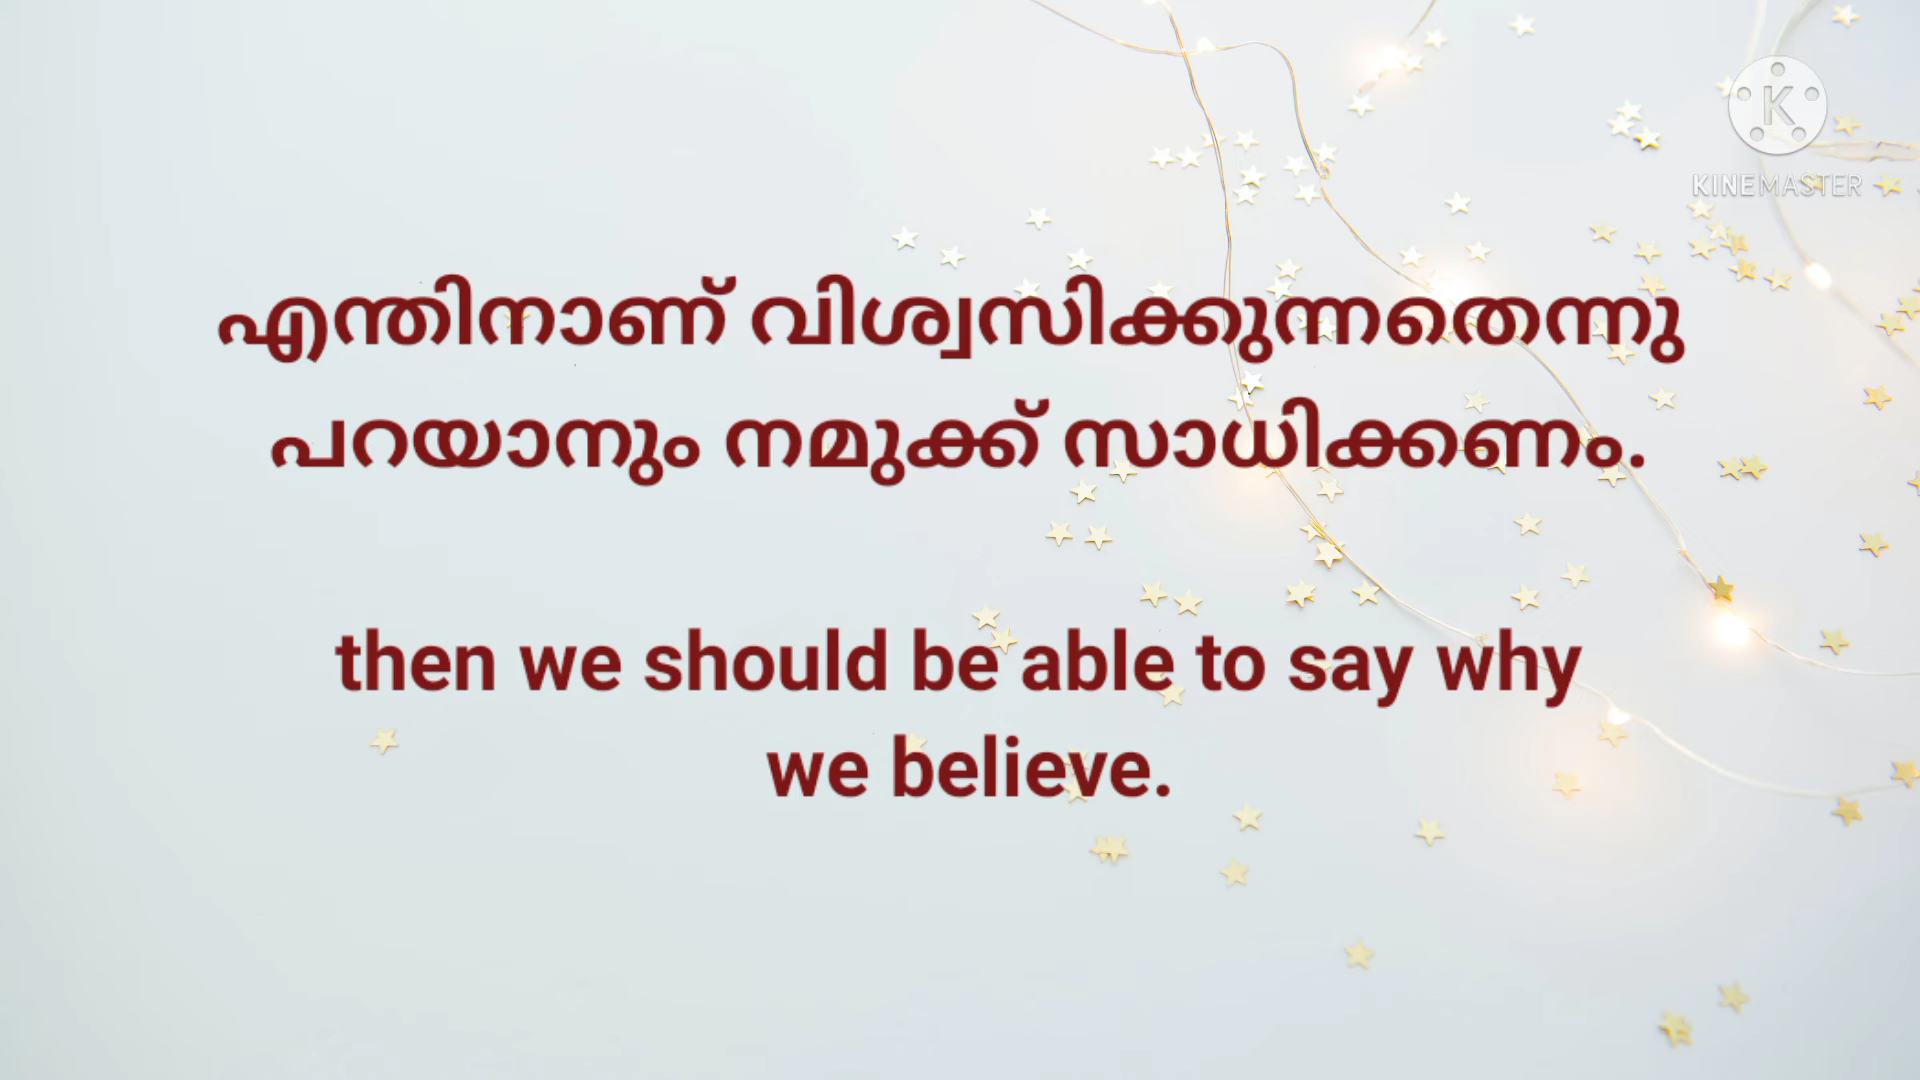 KINEMASTER
എന്തിനാണ് വിശ്വസിക്കുന്നതെന്നു
പറയാനും നമുക്ക് സാധിക്കണം.
then we should be able to say why
we believe.